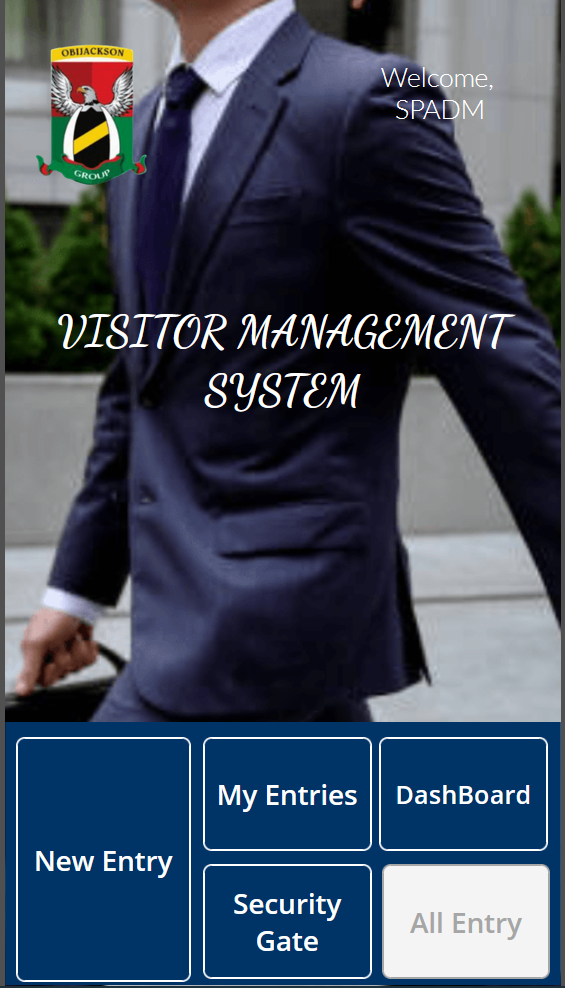 OBIJACKSON
GROUP
Welcome,
SPADM
VISITOR MANAGEMENT
SYSTEM
New Entry
My Entries
DashBoard
Security
Gate
All Entry